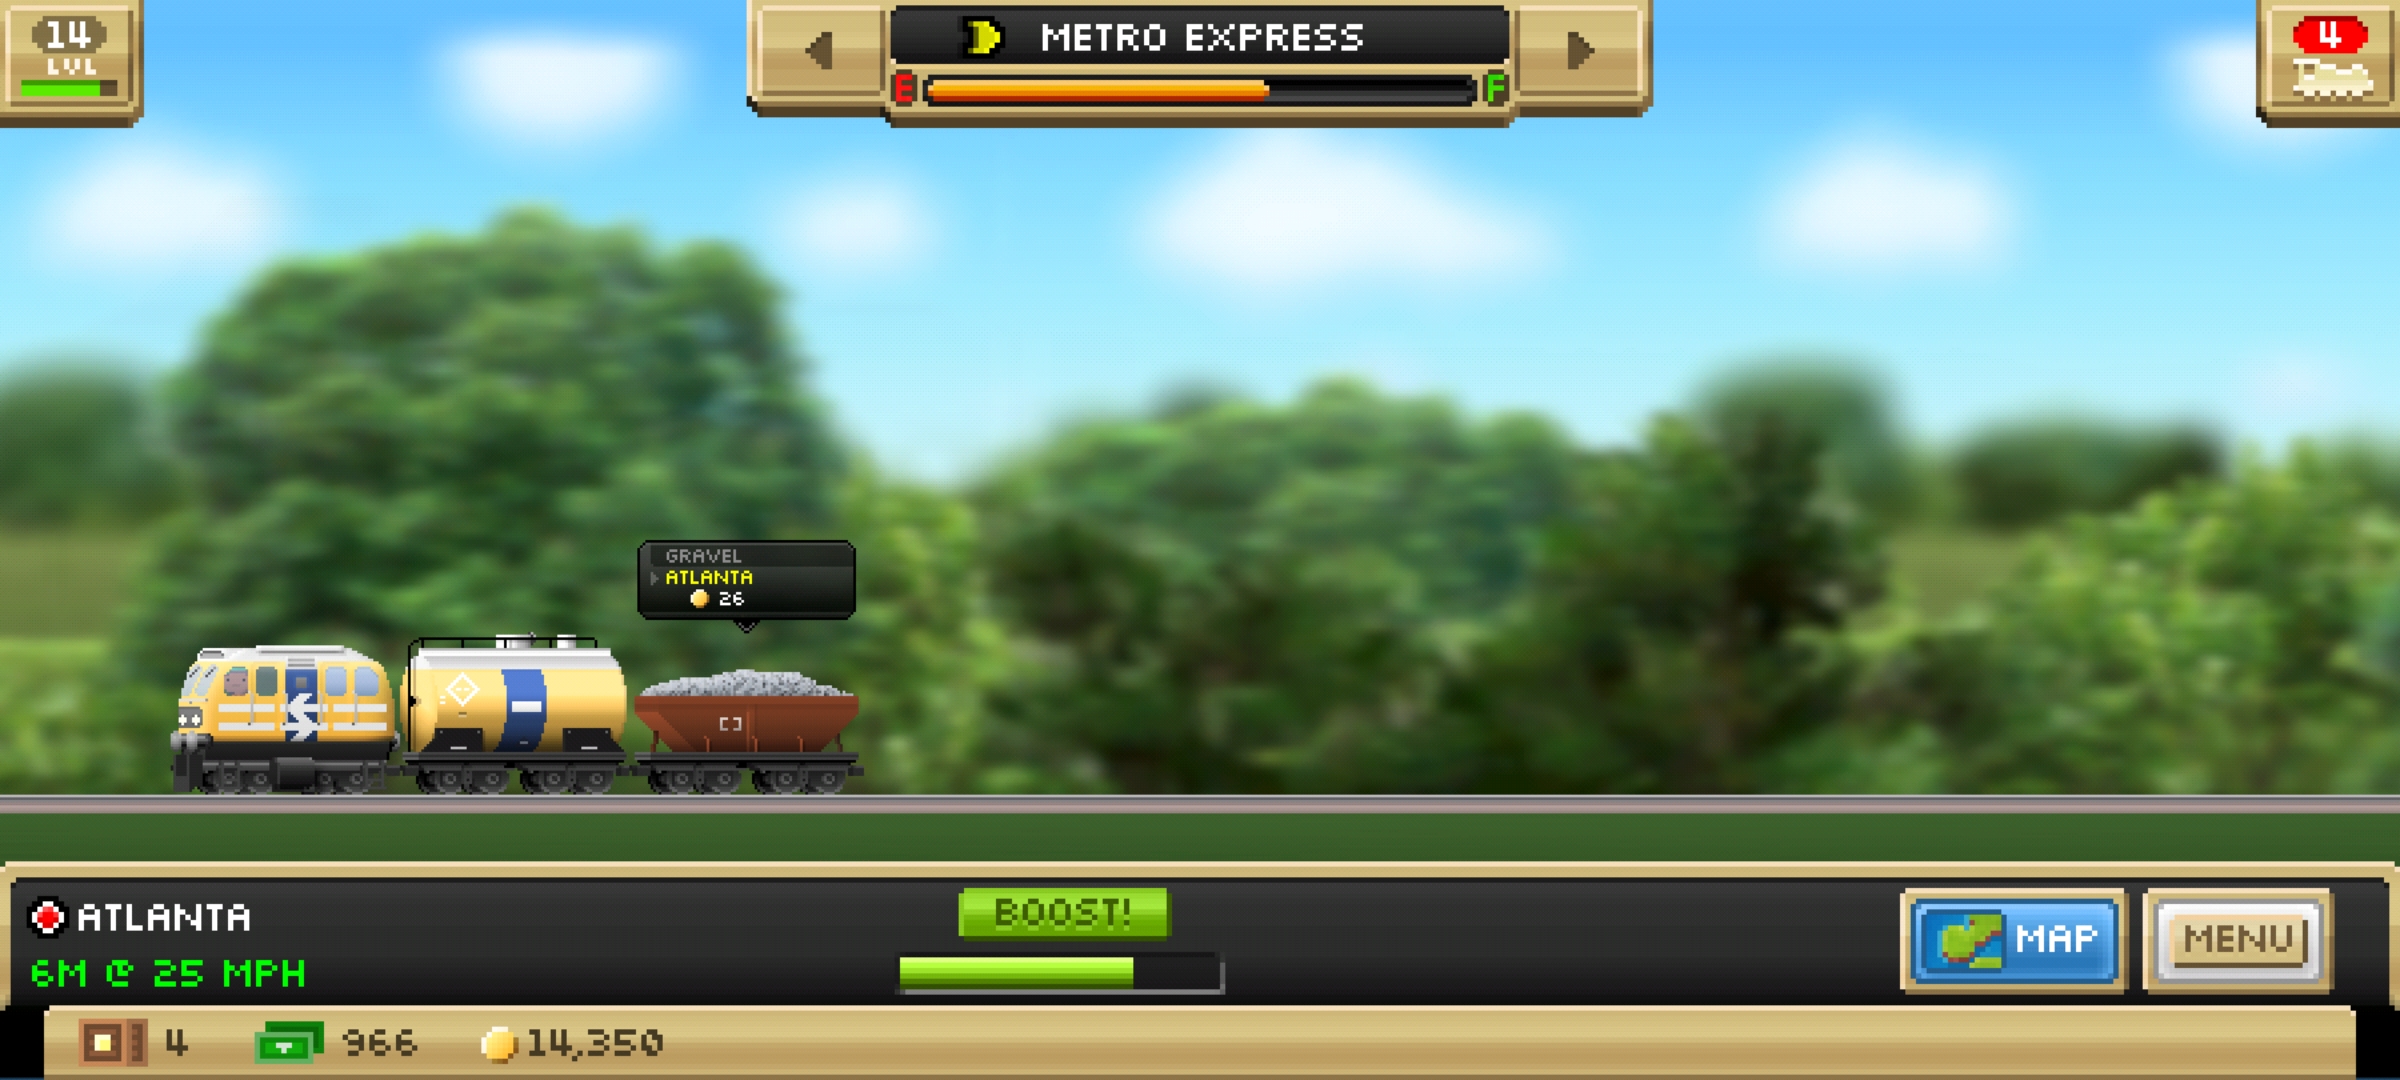 14
LVL
METRO EXPRESS
E F
4
GRAVEL
ATLANTA
26
ATLANTA
6M @ 25 MPH
BOOST!
MAP
MENU
4
966
14,350